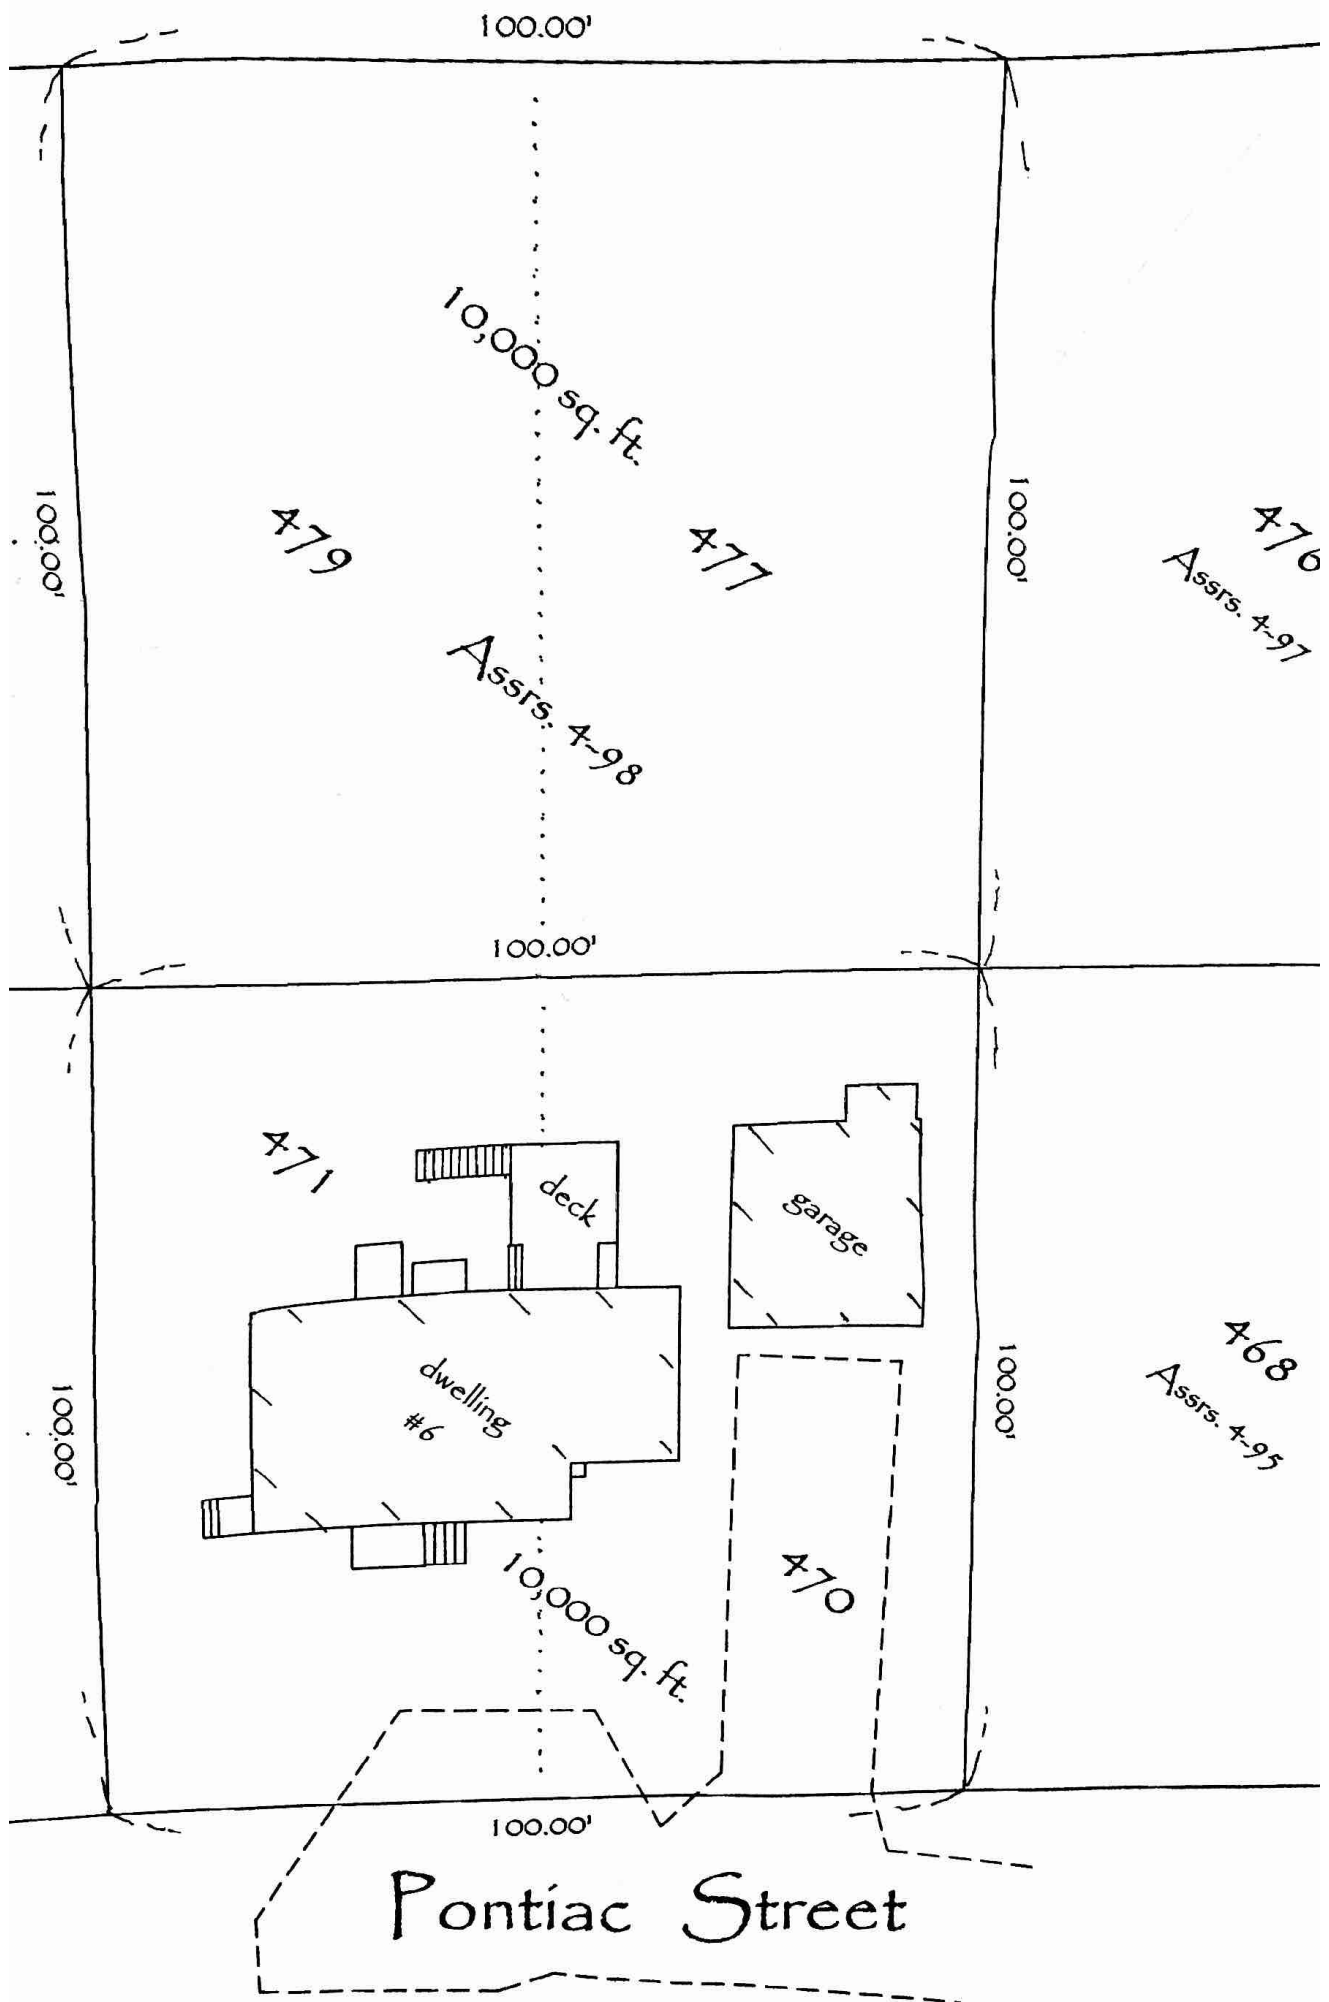 100.00'
10,000 sq. ft.
100.00'
479
477
100.00'
476
Assrs. 4-97
Assrs. 4-98
100.00'
471
deck
garage
dwelling
#6
100.00'
100.00'
468
Assrs. 4-95
470
10,000 sq. ft.
100.00'
Pontiac Street